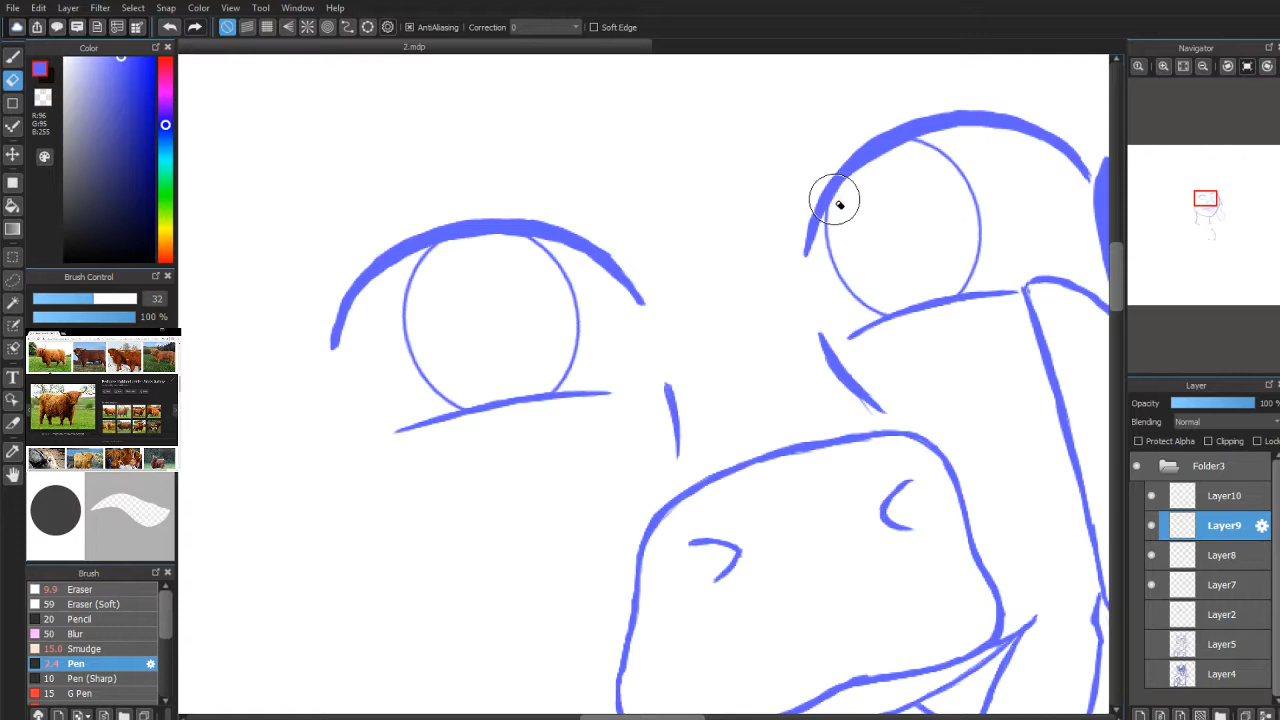 File Edit Layer Filter Select Snap Color View Tool Window Help
AntiAliasing Correction 0 Soft Edge
2.mdp
Color
R:96
G:95
B:255
Brush Control
32
100 %
Brush
9.9 Eraser
59 Eraser (Soft)
20 Pencil
50 Blur
15.0 Smudge
2.4 Pen
10 Pen (Sharp)
15 G Pen
Navigator
Layer
Opacity 100 %
Blending Normal
Protect Alpha Clipping Loc
Folder3
Layer10
Layer9
Layer8
Layer7
Layer2
Layer5
Layer4